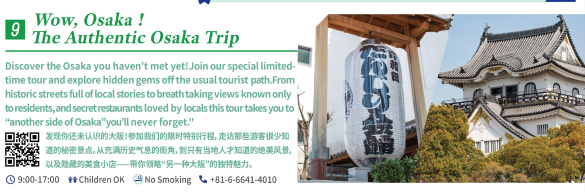 9
Wow, Osaka !
The Authentic Osaka Trip
Discover the Osaka you haven't met yet!Join our special limited-
time tour and explore hidden gems off the usual tourist path.From
historic streets full of local stories to breath taking views known only
to residents,and secret restaurants loved by locals this tour takes you to
"another side of Osaka"you'll never forget."
发现你还未认识的大阪!参加我们的限时特别行程,走访那些游客很少知
道的秘密景点。从充满历史气息的街角,到只有当地人才知道的绝美风景,
以及隐藏的美食小店——带你领略“另一种大阪”的独特魅力。
9:00-17:00 Children OK No Smoking +81-6-6641-4010